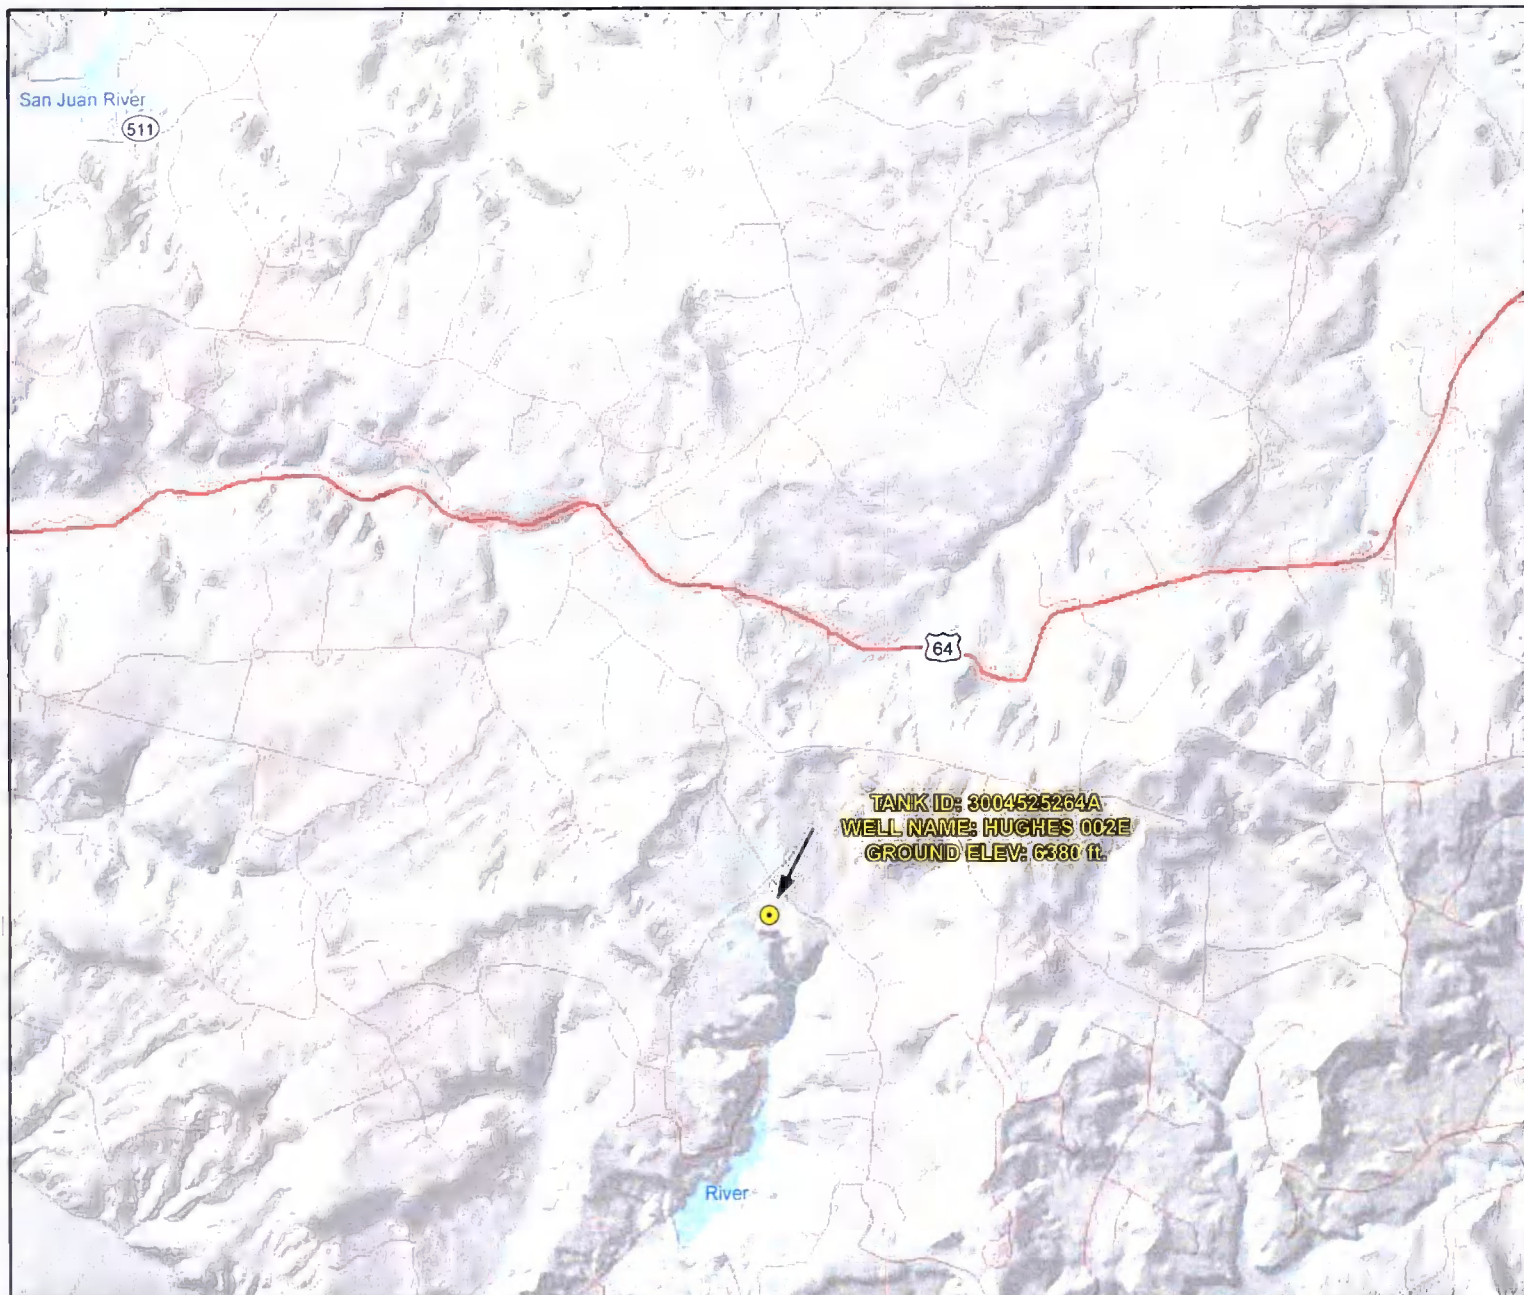 San Juan River
511
64
TANK ID: 3004525264A
WELL NAME: HUGHES 002E
GROUND ELEV: 6380 ft.
River